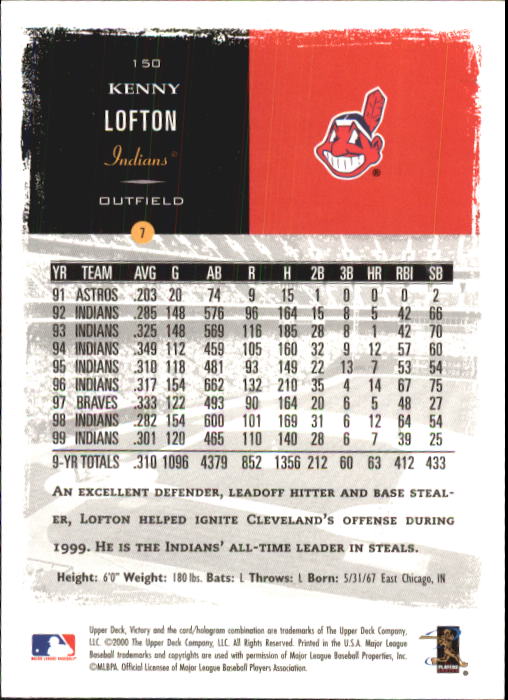 150
KENNY
LOFTON
Indians©
OUTFIELD
7
YR TEAM AVG G AB R H 2B 3B HR RBI SB
91 ASTROS .203 20 74 9 15 1 0 0 0 2
92 INDIANS .285 148 576 96 164 15 8 5 42 66
93 INDIANS .325 148 569 116 185 28 8 1 42 70
94 INDIANS .349 112 459 105 160 32 9 12 57 60
95 INDIANS .310 118 481 93 149 22 13 7 53 54
96 INDIANS .317 154 662 132 210 35 4 14 67 75
97 BRAVES .333 122 493 90 164 20 6 5 48 27
98 INDIANS .282 154 600 101 169 31 6 12 64 54
99 INDIANS .301 120 465 110 140 28 6 7 39 25
9-YR TOTALS .310 1096 4379 852 1356 212 60 63 412 433
AN EXCELLENT DEFENDER, LEADOFF HITTER AND BASE STEAL-
ER, LOFTON HELPED IGNITE CLEVELAND'S OFFENSE DURING
1999. HE IS THE INDIANS' ALL-TIME LEADER IN STEALS.
Height: 6'0" Weight: 180 lbs. Bats: L Throws: L Born: 5/31/67 East Chicago, IN
Upper Deck, Victory and the card/hologram combination are trademarks of The Upper Deck Company,
LLC. ©2000 The Upper Deck Company, LLC. All Rights Reserved. Printed in the U.S.A. Major League
Baseball trademarks and copyrights are used with permission of Major League Baseball Properties, Inc.
©MLBPA. Official Licensee of Major League Baseball Players Association.
MAJOR LEAGUE BASEBALL
PLAYERS